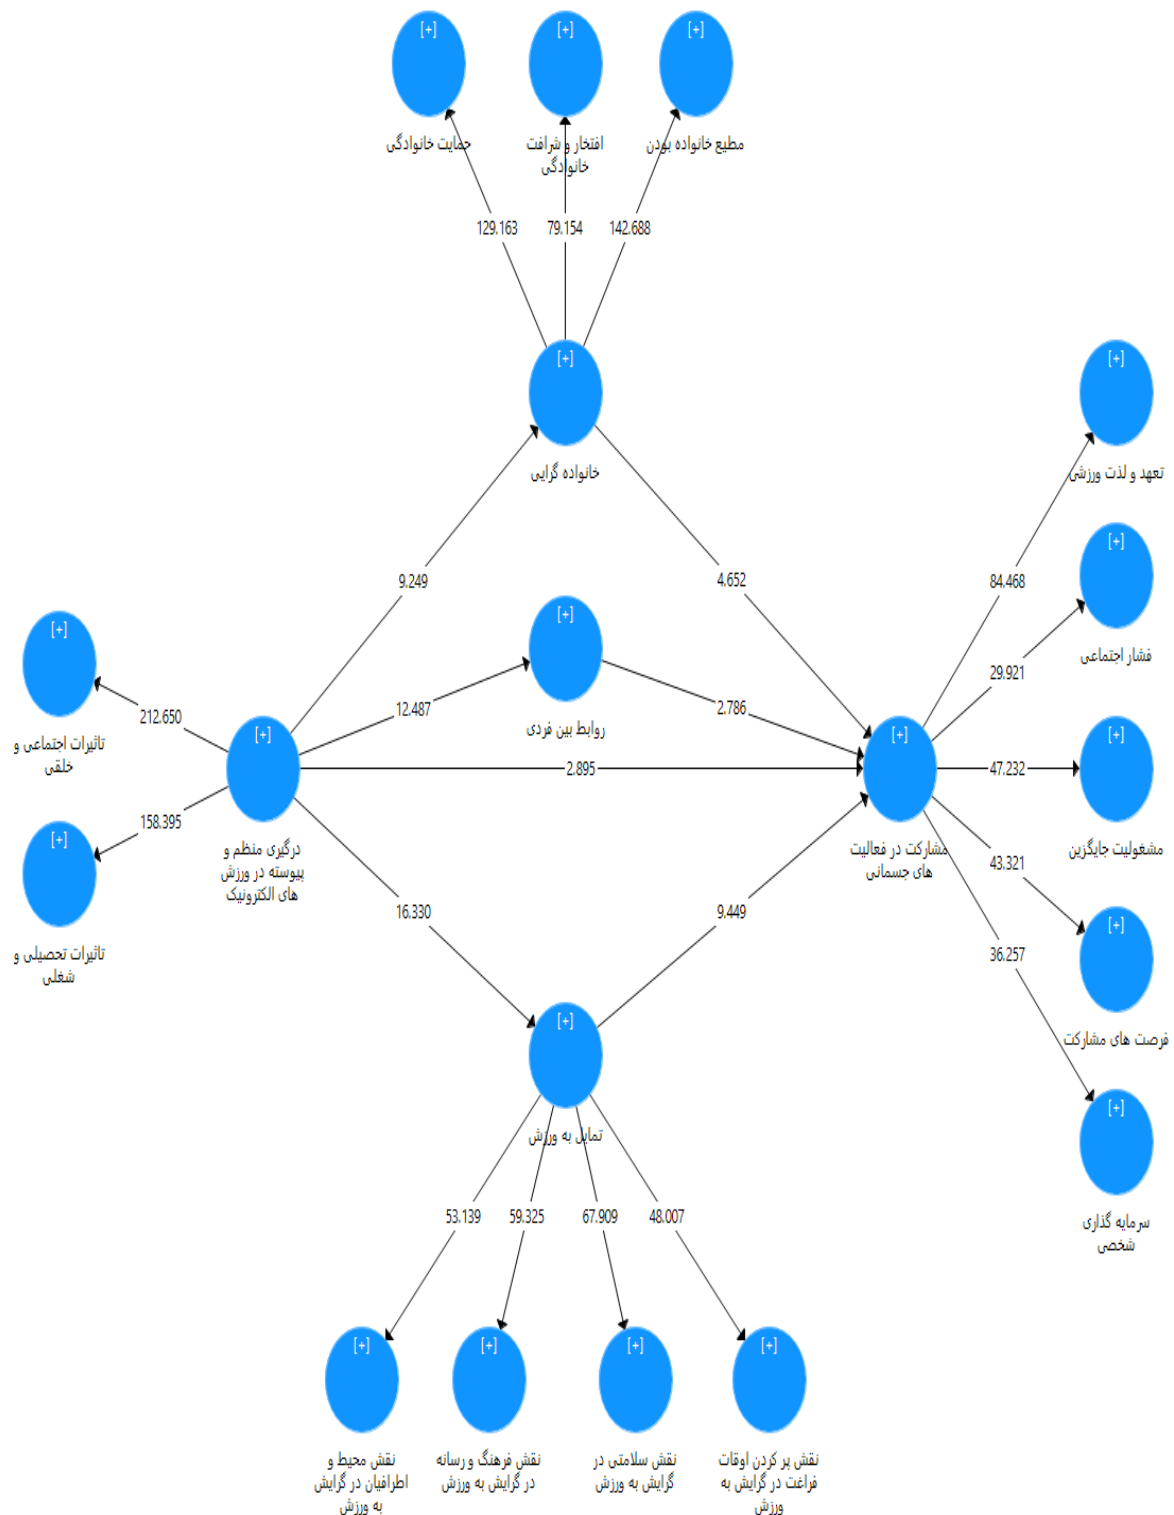 [+]
[+]
[+]
حمایت خانوادگی
افتخار و شرافت
خانوادگی
مطیع خانواده بودن
129.163
79.154
142.688
[+]
خانواده گرایی
[+]
تعهد و لذت ورزشی
9.249
4.652
84.468
[+]
فشار اجتماعی
[+]
روابط بین فردی
[+]
تاثیرات اجتماعی و
خلقی
212.650
12.487
2.786
29.921
[+]
درگیری منظم و
پیوسته در ورزش
های الکترونیک
2.895
[+]
مشارکت در فعالیت
های جسمانی
47.232
[+]
مشغولیت جایگزین
158.395
[+]
تاثیرات تحصیلی و
شغلی
43.321
16.330
9.449
36.257
[+]
فرصت های مشارکت
[+]
تمایل به ورزش
[+]
سرمایه گذاری
شخصی
53.139
59.325
67.909
48.007
[+]
[+]
[+]
[+]
نقش محیط و
اطرافیان در گرایش
به ورزش
نقش فرهنگ و رسانه
در گرایش به ورزش
نقش سلامتی در
گرایش به ورزش
نقش پر کردن اوقات
فراغت در گرایش به
ورزش